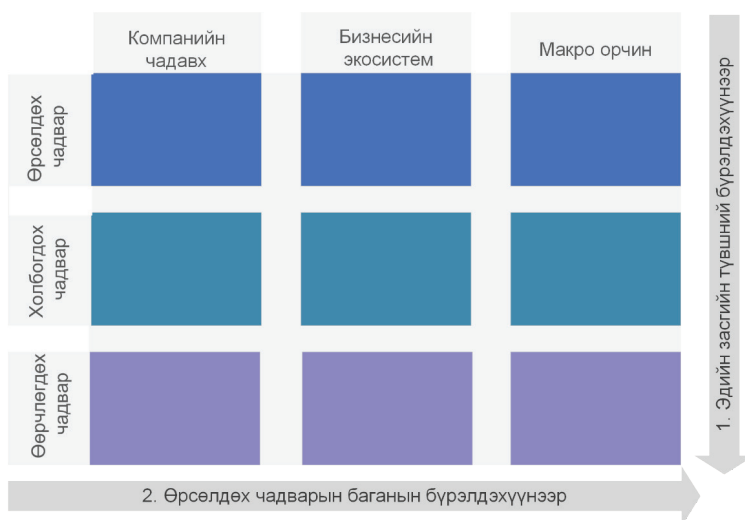 Компанийн
чадавх
Бизнесийн
экосистем
Макро орчин
Өрсөлдөх
чадвар
Холбогдох
чадвар
Өөрчлөгдөх
чадвар
1. Эдийн засгийн түвшний бүрэлдэхүүнээр
2. Өрсөлдөх чадварын баганын бүрэлдэхүүнээр